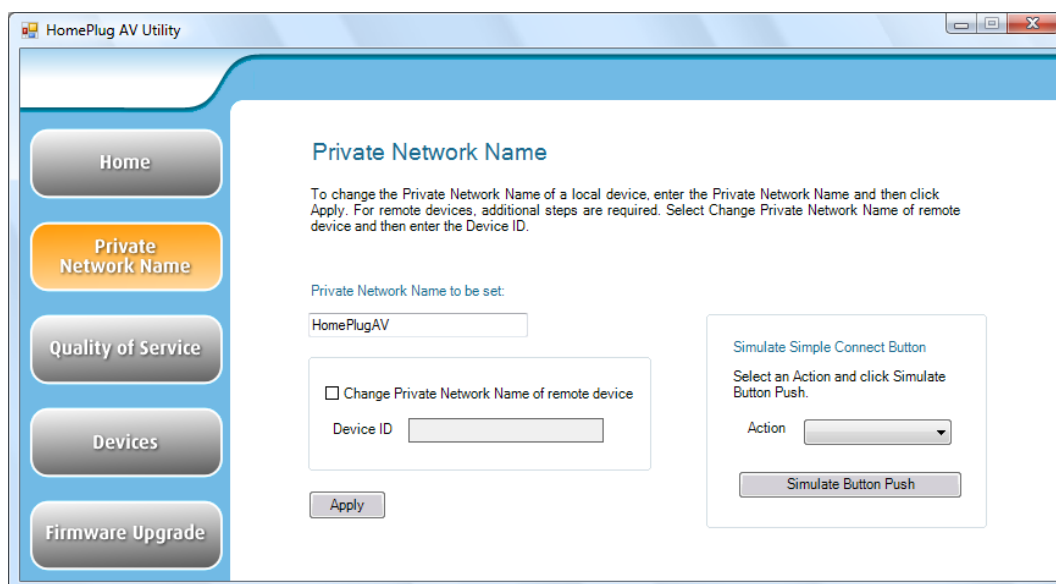 HomePlug AV Utility
Home
Private
Network Name
Quality of Service
Devices
Firmware Upgrade
Private Network Name
To change the Private Network Name of a local device, enter the Private Network Name and then click
Apply. For remote devices, additional steps are required. Select Change Private Network Name of remote
device and then enter the Device ID.
Private Network Name to be set:
HomePlugAV
Change Private Network Name of remote device
Device ID
Apply
Simulate Simple Connect Button
Select an Action and click Simulate
Button Push.
Action
Simulate Button Push